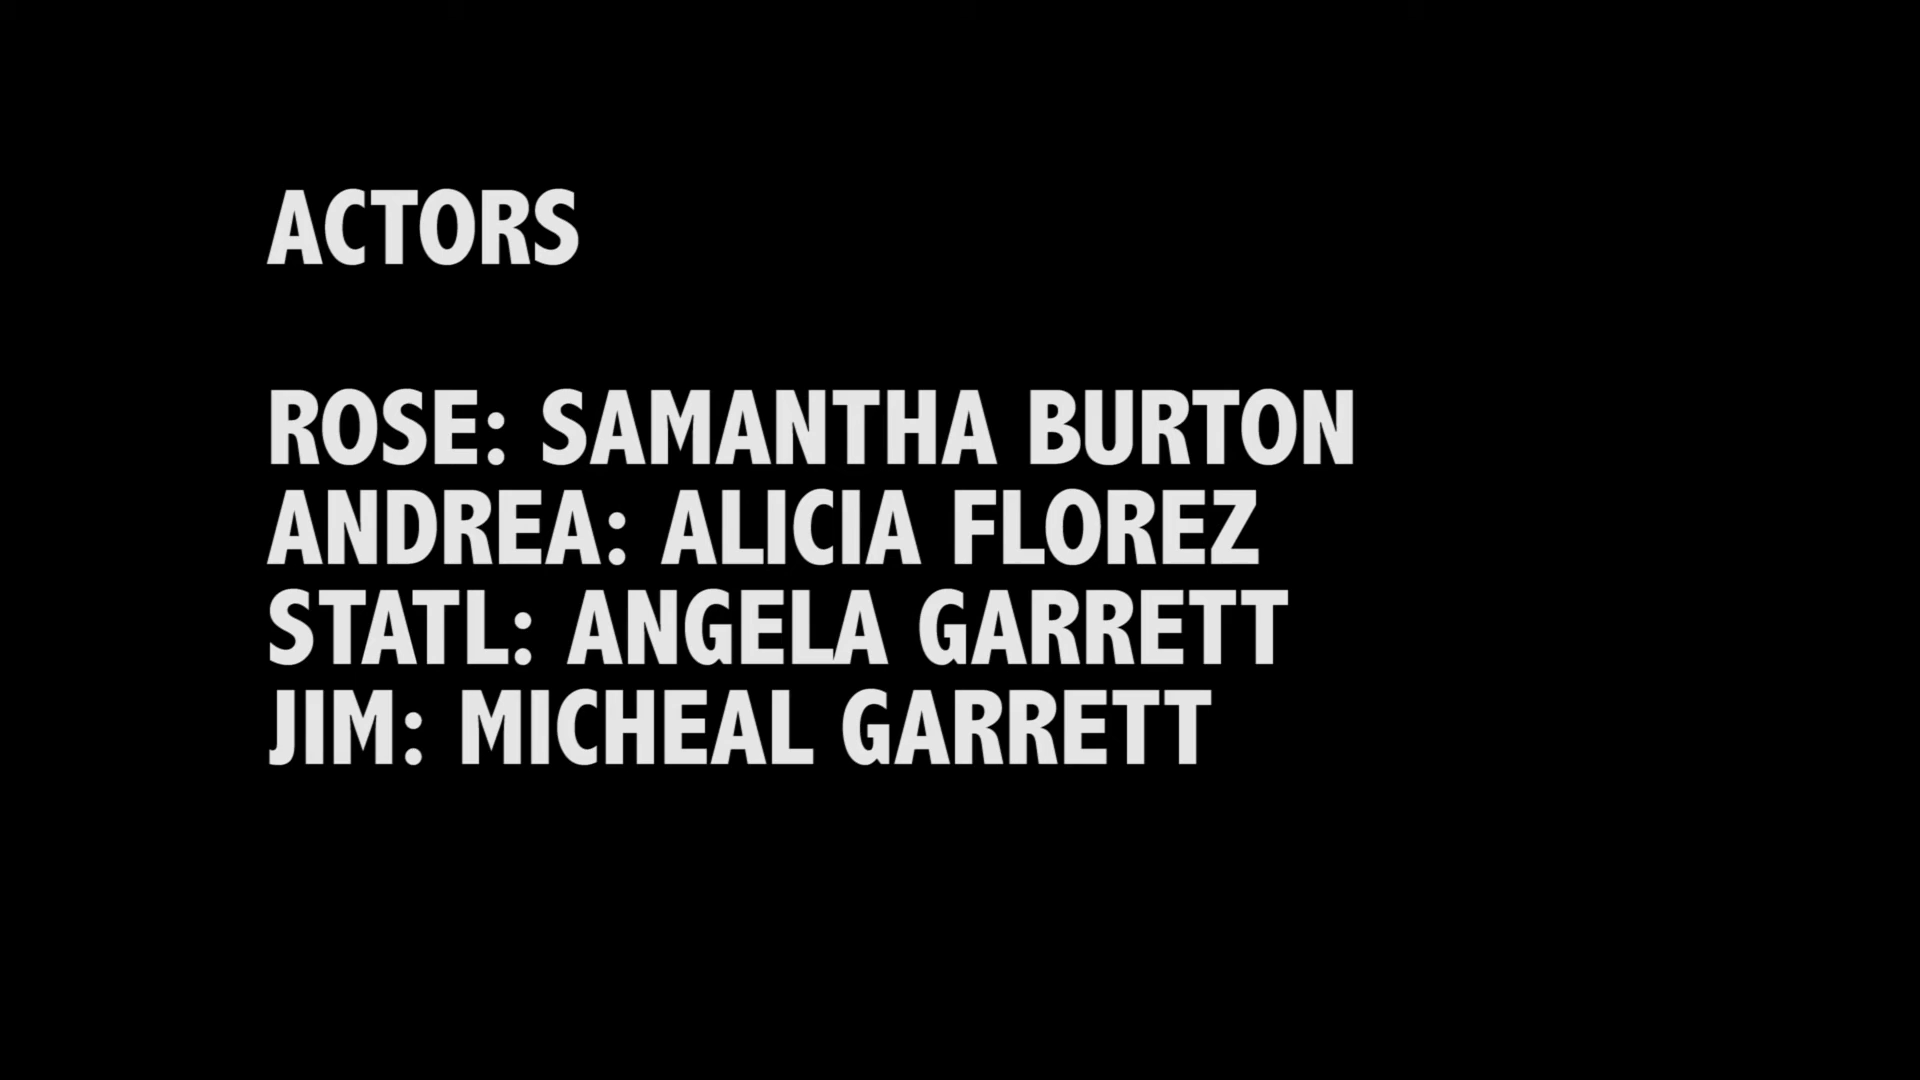 ACTORS
ROSE: SAMANTHA BURTON
ANDREA: ALICIA FLOREZ
STATL: ANGELA GARRETT
JIM: MICHEAL GARRETT